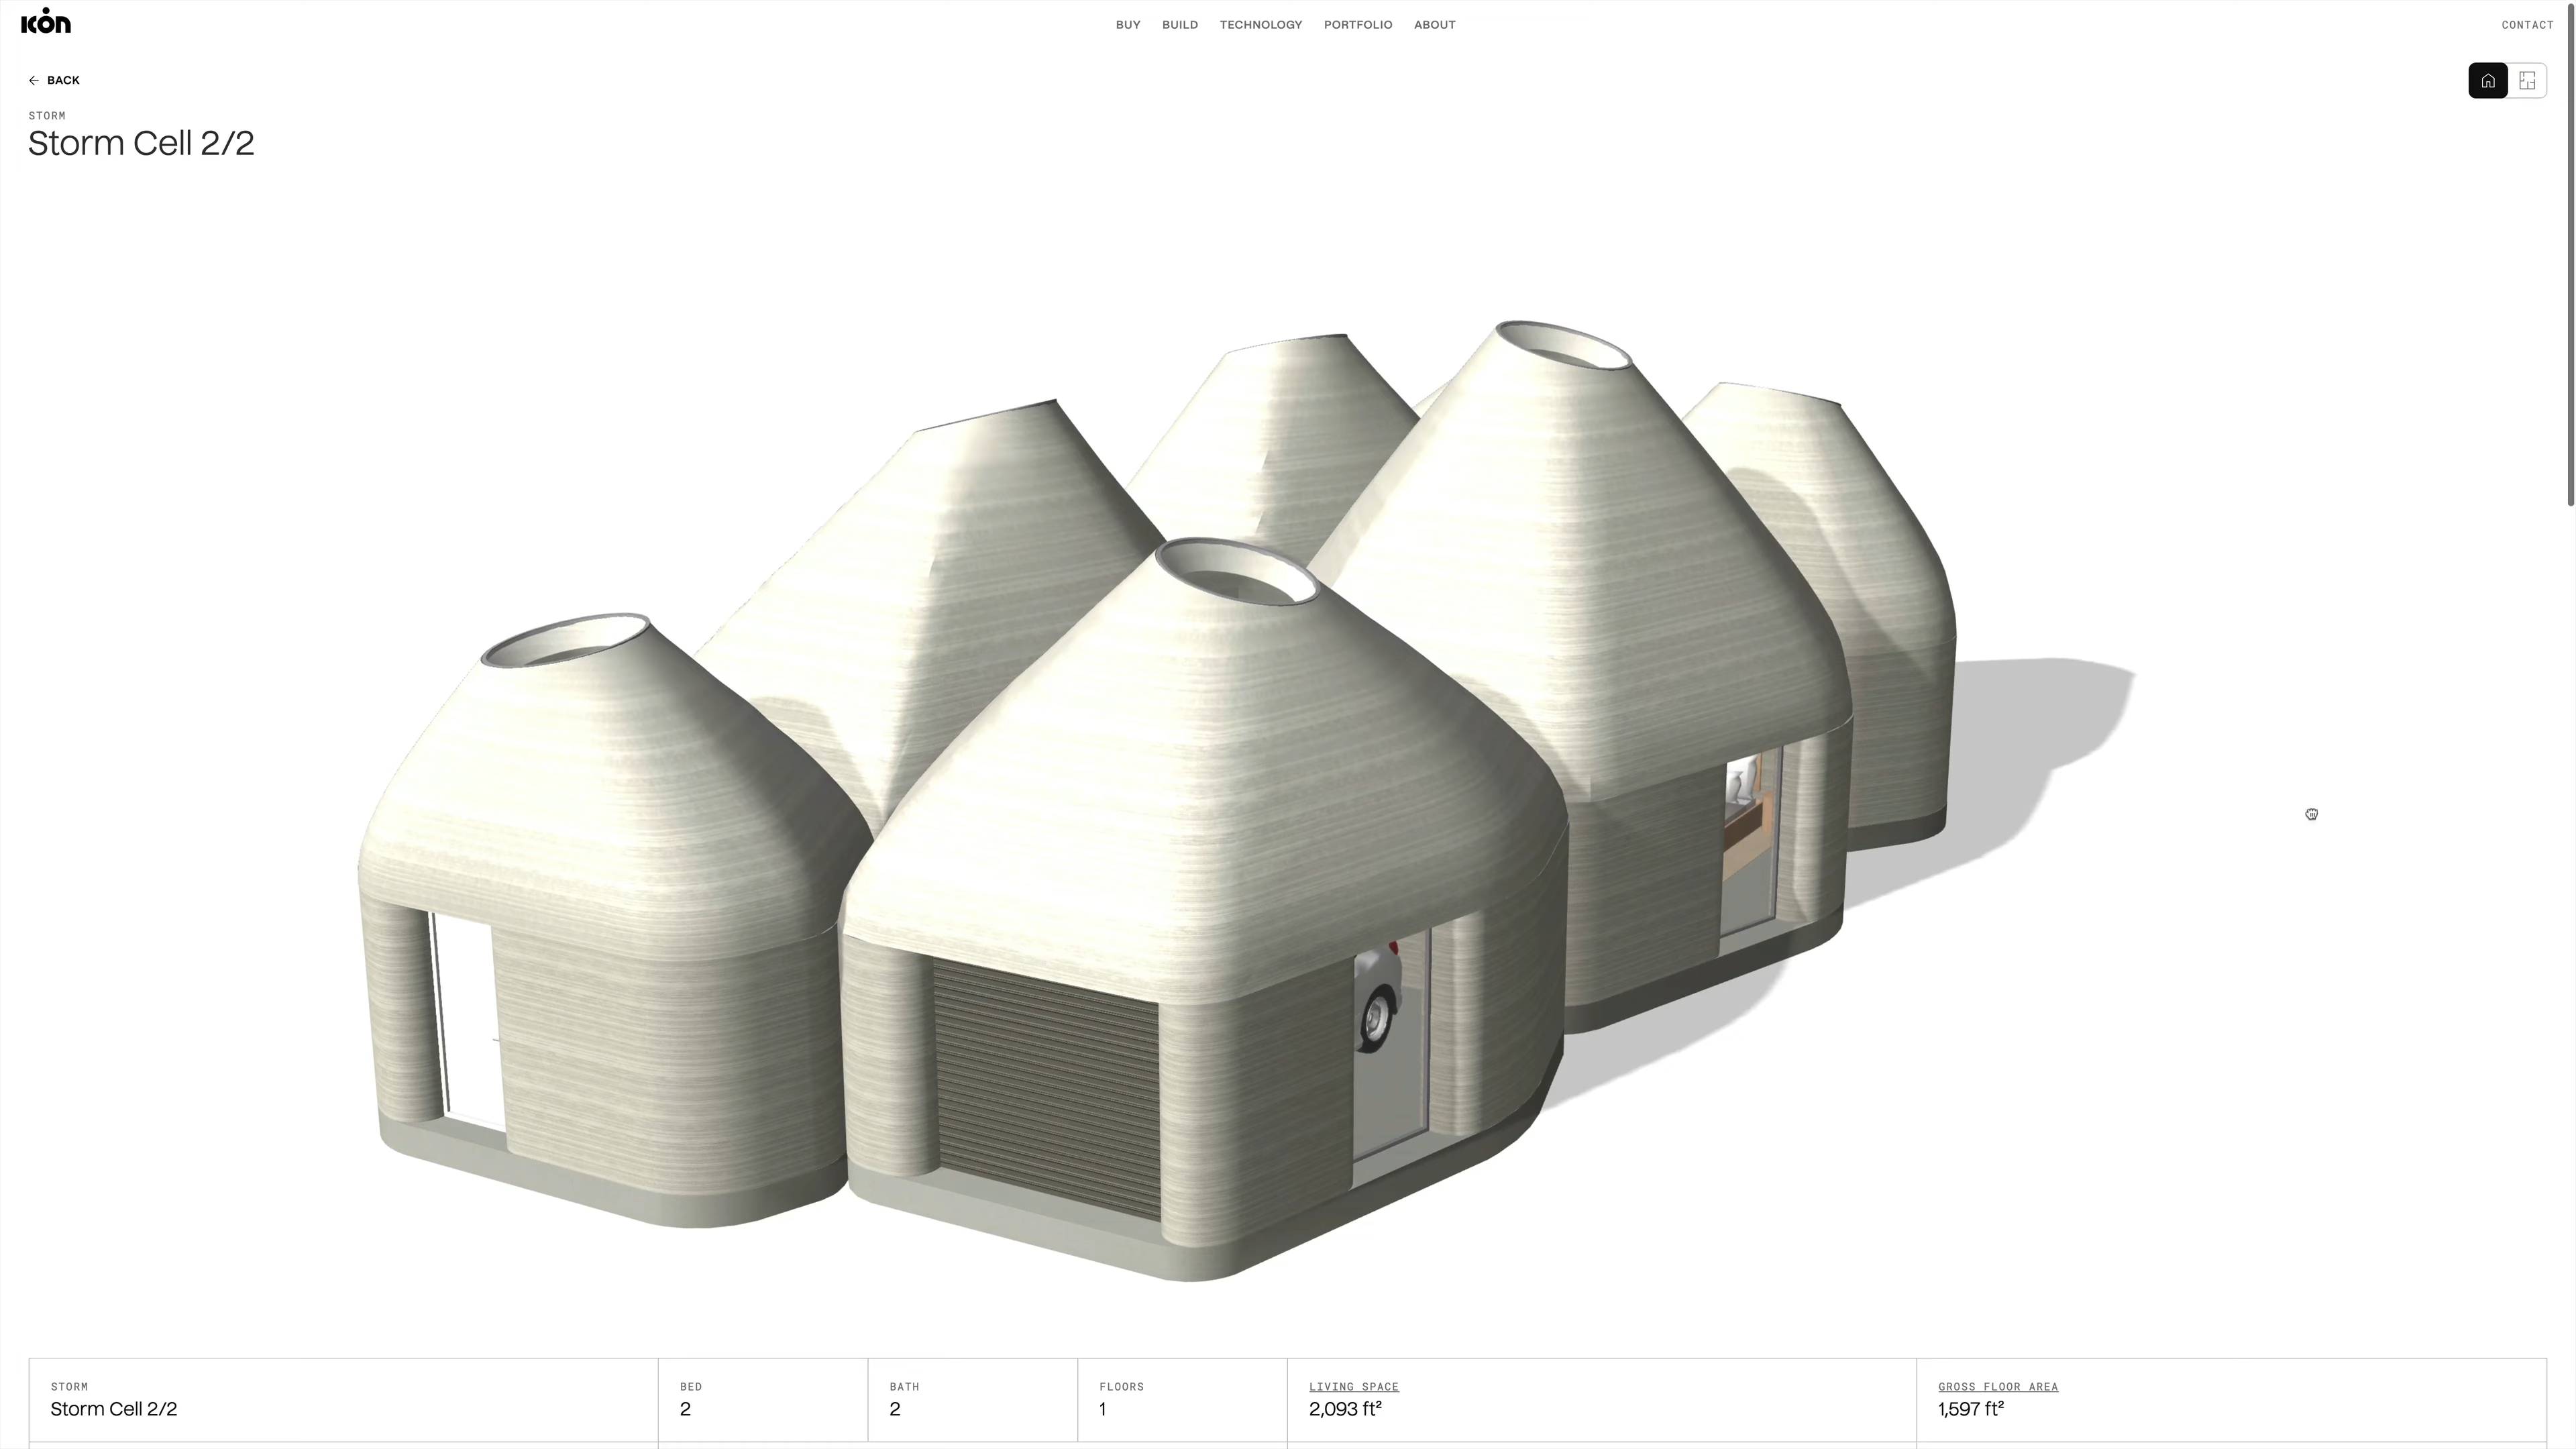 ICON
BUY BUILD TECHNOLOGY PORTFOLIO ABOUT
CONTACT
← BACK
STORM
Storm Cell 2/2
STORM
Storm Cell 2/2
BED
2
BATH
2
FLOORS
1
LIVING SPACE
2,093 ft²
GROSS FLOOR AREA
1,597 ft²